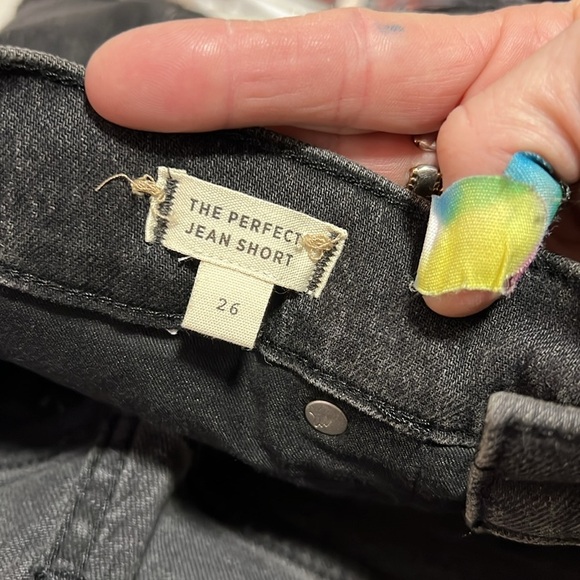 THE PERFECT
JEAN SHORT
26